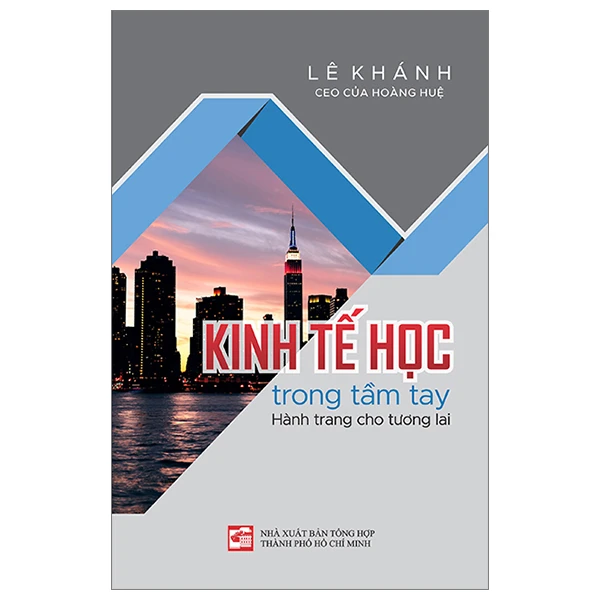 LÊ KHÁNH
CEO CỦA HOÀNG HUỆ
KINH TẾ HỌC
trong tầm tay
Hành trang cho tương lai
NHÀ XUẤT BẢN TỔNG HỢP
THÀNH PHỐ HỒ CHÍ MINH